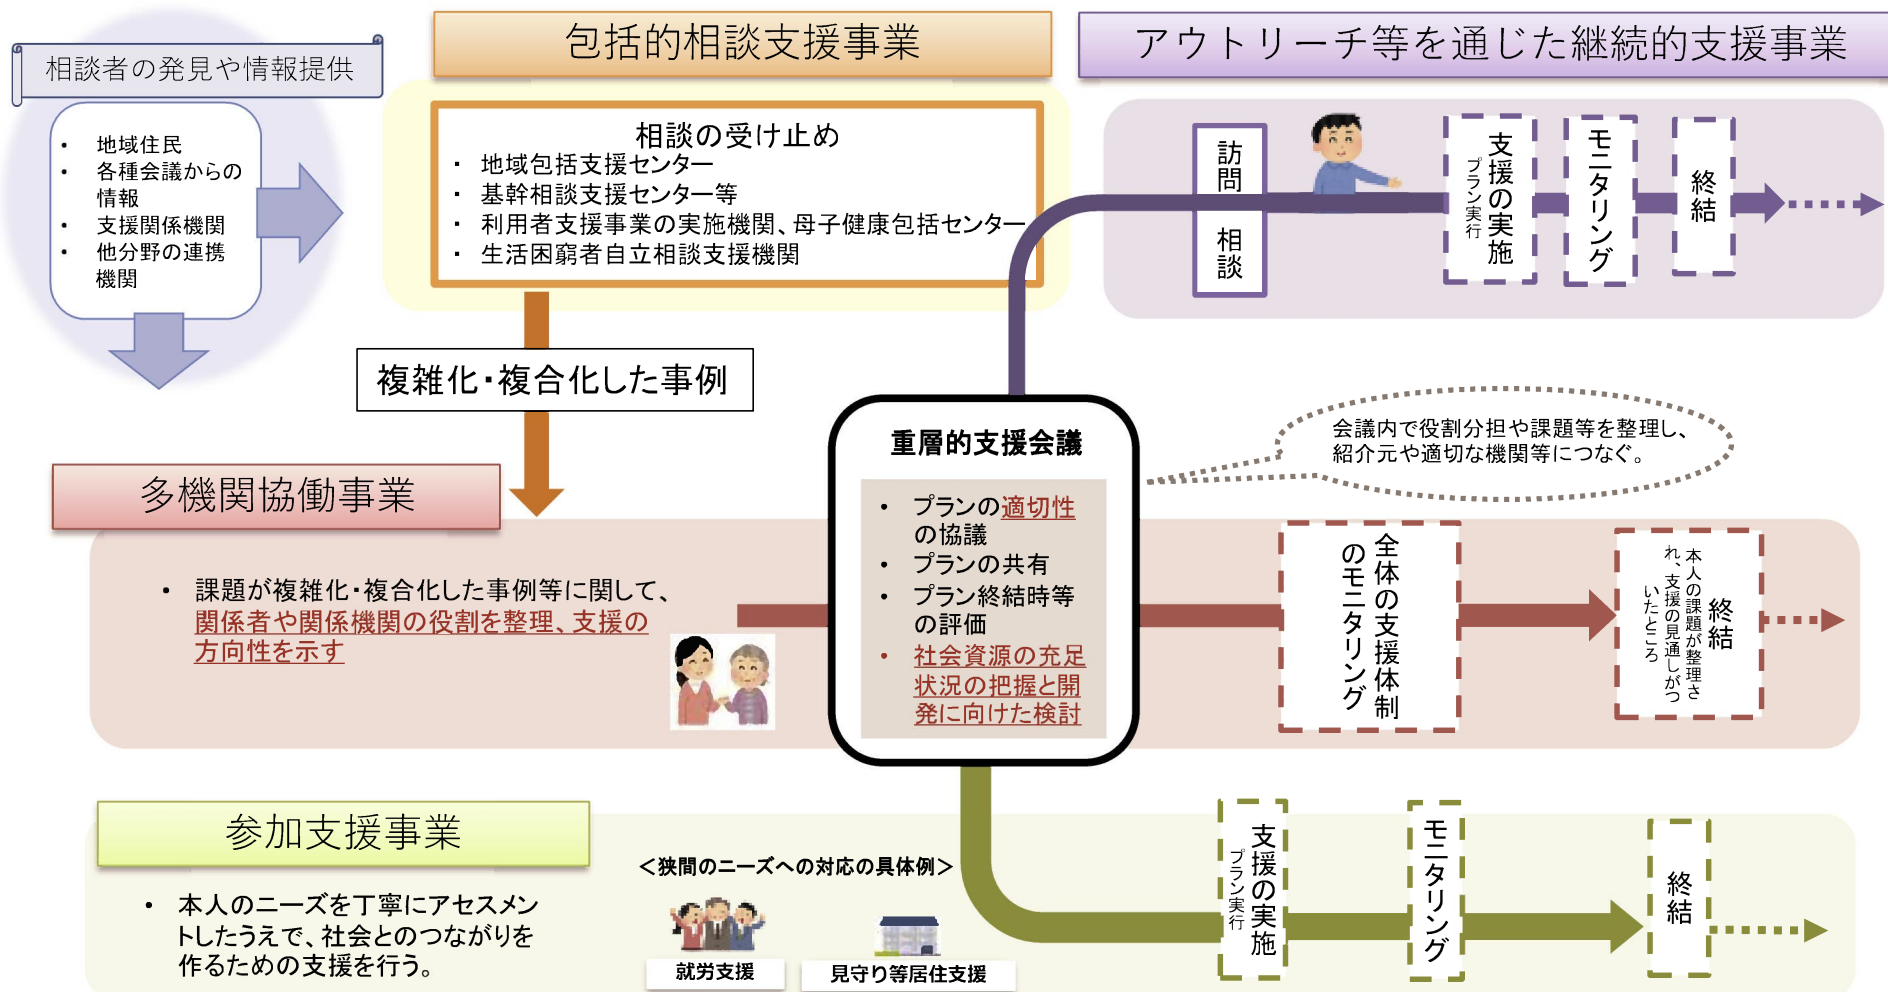 相談者の発見や情報提供
・ 地域住民
・ 各種会議からの
情報
・ 支援関係機関
・ 他分野の連携
機関
包括的相談支援事業
相談の受け止め
・ 地域包括支援センター
・ 基幹相談支援センター等
・ 利用者支援事業の実施機関、母子健康包括センター
・ 生活困窮者自立相談支援機関
アウトリーチ等を通じた継続的支援事業
訪問
相談
支援の実施
プラン実行
モニタリング
終結
複雑化・複合化した事例
会議内で役割分担や課題等を整理し、
紹介元や適切な機関等につなぐ。
重層的支援会議
• プランの適切性
の協議
• プランの共有
• プラン終結時等
の評価
• 社会資源の充足
状況の把握と開
発に向けた検討
多機関協働事業
• 課題が複雑化・複合化した事例等に関して、
関係者や関係機関の役割を整理、支援の
方向性を示す
全体の支援体制
のモニタリング
終結
本人の課題が整理さ
れ、支援の見通しがつ
いたところ
参加支援事業
• 本人のニーズを丁寧にアセスメン
トしたうえで、社会とのつながりを
作るための支援を行う。
＜狭間のニーズへの対応の具体例＞
就労支援
見守り等居住支援
支援の実施
プラン実行
モニタリング
終結